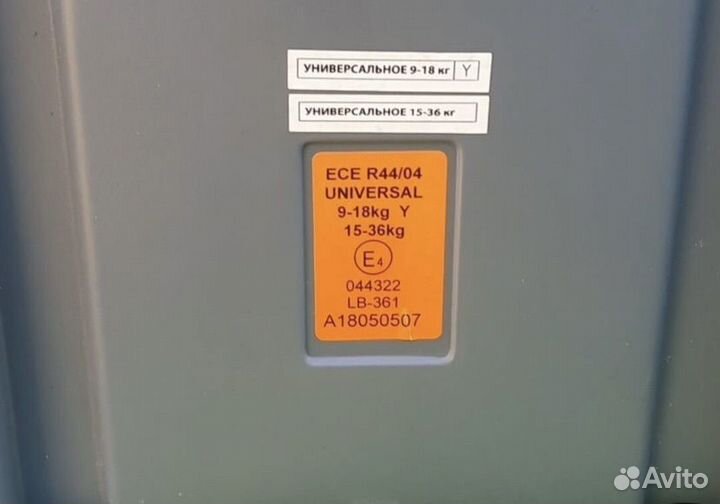 УНИВЕРСАЛЬНОЕ 9-18 кг Y
УНИВЕРСАЛЬНОЕ 15-36 кг
ECE R44/04
UNIVERSAL
9-18kg Y
15-36kg
E4
044322
LB-361
A18050507
Avito